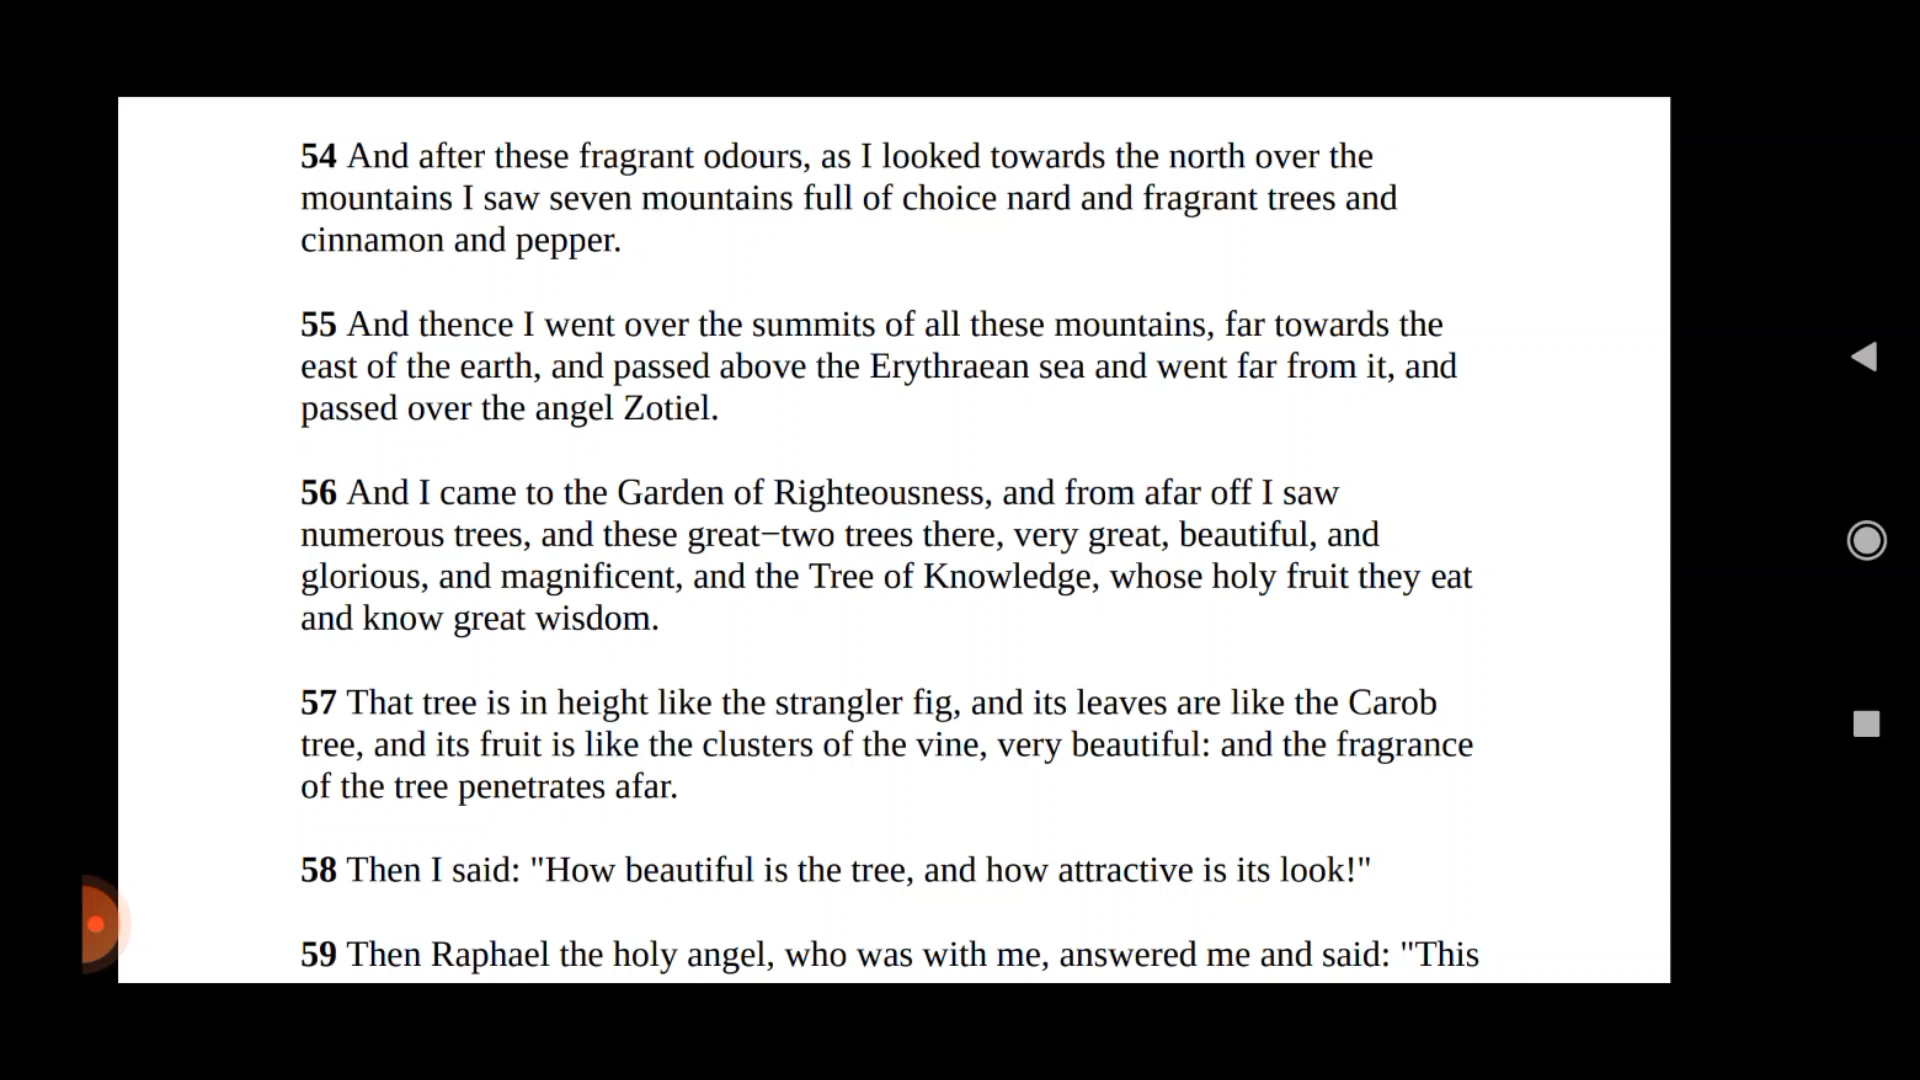 54 And after these fragrant odours, as I looked towards the north over the
mountains I saw seven mountains full of choice nard and fragrant trees and
cinnamon and pepper.
55 And thence I went over the summits of all these mountains, far towards the
east of the earth, and passed above the Erythraean sea and went far from it, and
passed over the angel Zotiel.
56 And I came to the Garden of Righteousness, and from afar off I saw
numerous trees, and these great−two trees there, very great, beautiful, and
glorious, and magnificent, and the Tree of Knowledge, whose holy fruit they eat
and know great wisdom.
57 That tree is in height like the strangler fig, and its leaves are like the Carob
tree, and its fruit is like the clusters of the vine, very beautiful: and the fragrance
of the tree penetrates afar.
58 Then I said: "How beautiful is the tree, and how attractive is its look!"
59 Then Raphael the holy angel, who was with me, answered me and said: "This